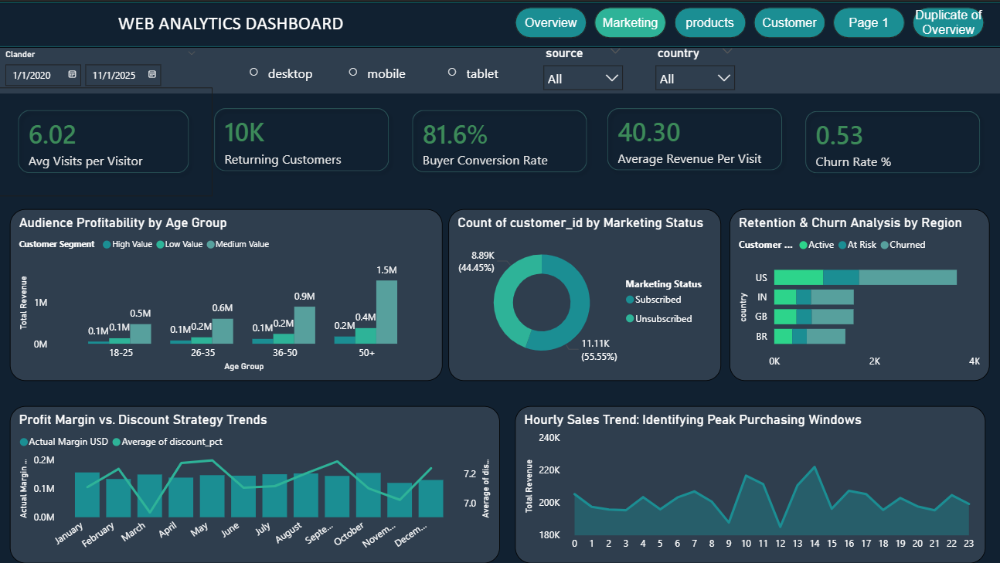 WEB ANALYTICS DASHBOARD
Overview
Marketing
products
Customer
Page 1
Duplicate of
Overview
Clander
1/1/2020
11/1/2025
desktop
mobile
tablet
source
All
country
All
6.02
Avg Visits per Visitor
10K
Returning Customers
81.6%
Buyer Conversion Rate
40.30
Average Revenue Per Visit
0.53
Churn Rate %
Audience Profitability by Age Group
Customer Segment High Value Low Value Medium Value
Total Revenue
1M
0M
0.1M 0.1M 0.5M
0.1M 0.2M 0.6M
0.1M 0.2M 0.9M
0.2M 0.4M 1.5M
18-25 26-35 36-50 50+
Age Group
Count of customer_id by Marketing Status
8.89K
(44.45%)
11.11K
(55.55%)
Marketing Status
Subscribed
Unsubscribed
Retention & Churn Analysis by Region
Customer ... Active At Risk Churned
country
US
IN
GB
BR
0K 2K 4K
Profit Margin vs. Discount Strategy Trends
Actual Margin USD Average of discount_pct
Actual Margin ...
0.2M
0.1M
0.0M
7.2
7.0
Average of dis...
January February March April May June July August Septe... October Novem... Decem...
Hourly Sales Trend: Identifying Peak Purchasing Windows
Total Revenue
240K
220K
200K
180K
0 1 2 3 4 5 6 7 8 9 10 11 12 13 14 15 16 17 18 19 20 21 22 23